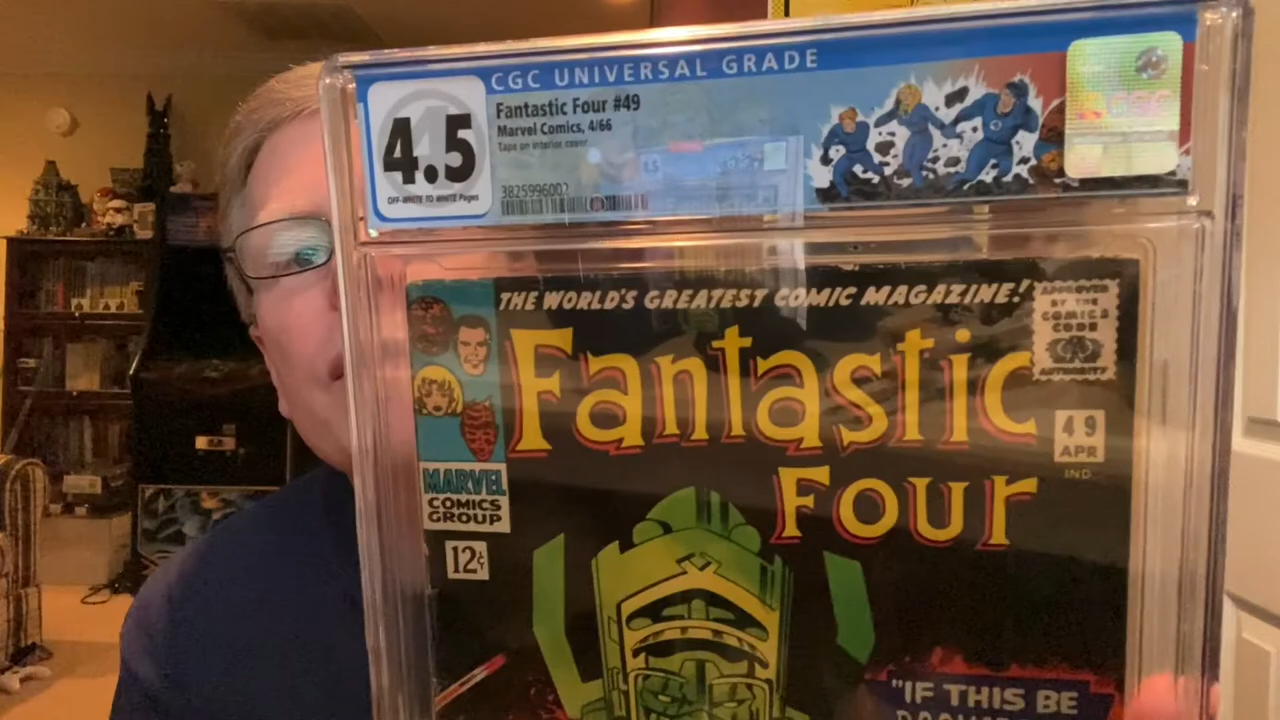 CGC UNIVERSAL GRADE
4.5
OFF-WHITE TO WHITE Pages
Fantastic Four #49
Marvel Comics, 4/66
Tape on interior cover
3825996002
THE WORLD'S GREATEST COMIC MAGAZINE!
Fantastic
Four
APPROVED
BY THE
COMICS
CODE
AUTHORITY
49
APR
IND.
MARVEL
COMICS
GROUP
12¢
"IF THIS BE